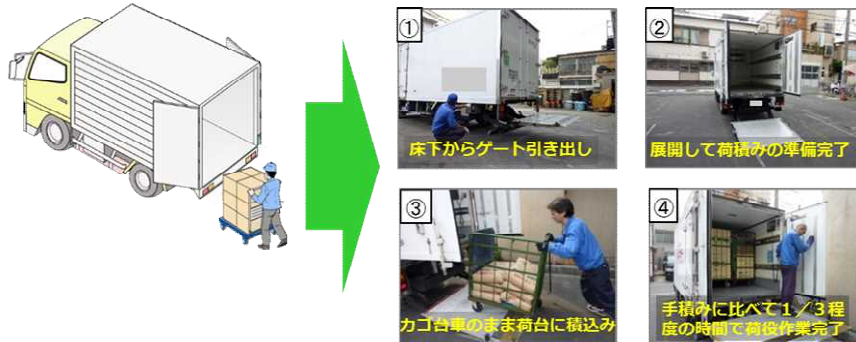 ①
床下からゲート引き出し
②
展開して荷積みの準備完了
③
カゴ台車のまま荷台に積込み
④
手積みに比べて１／３程
度の時間で荷役作業完了